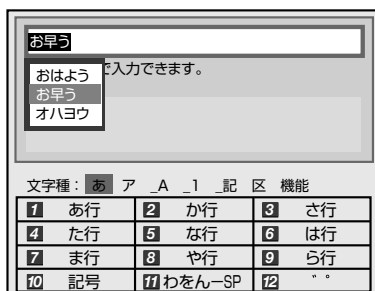 お早う
おはよう で入力できます。
お早う
オハヨウ
文字種： あ ア _A _1 _記 区 機能
1 あ行 2 か行 3 さ行
4 た行 5 な行 6 は行
7 ま行 8 や行 9 ら行
10 記号 11 わをんーSP 12 ゛゜